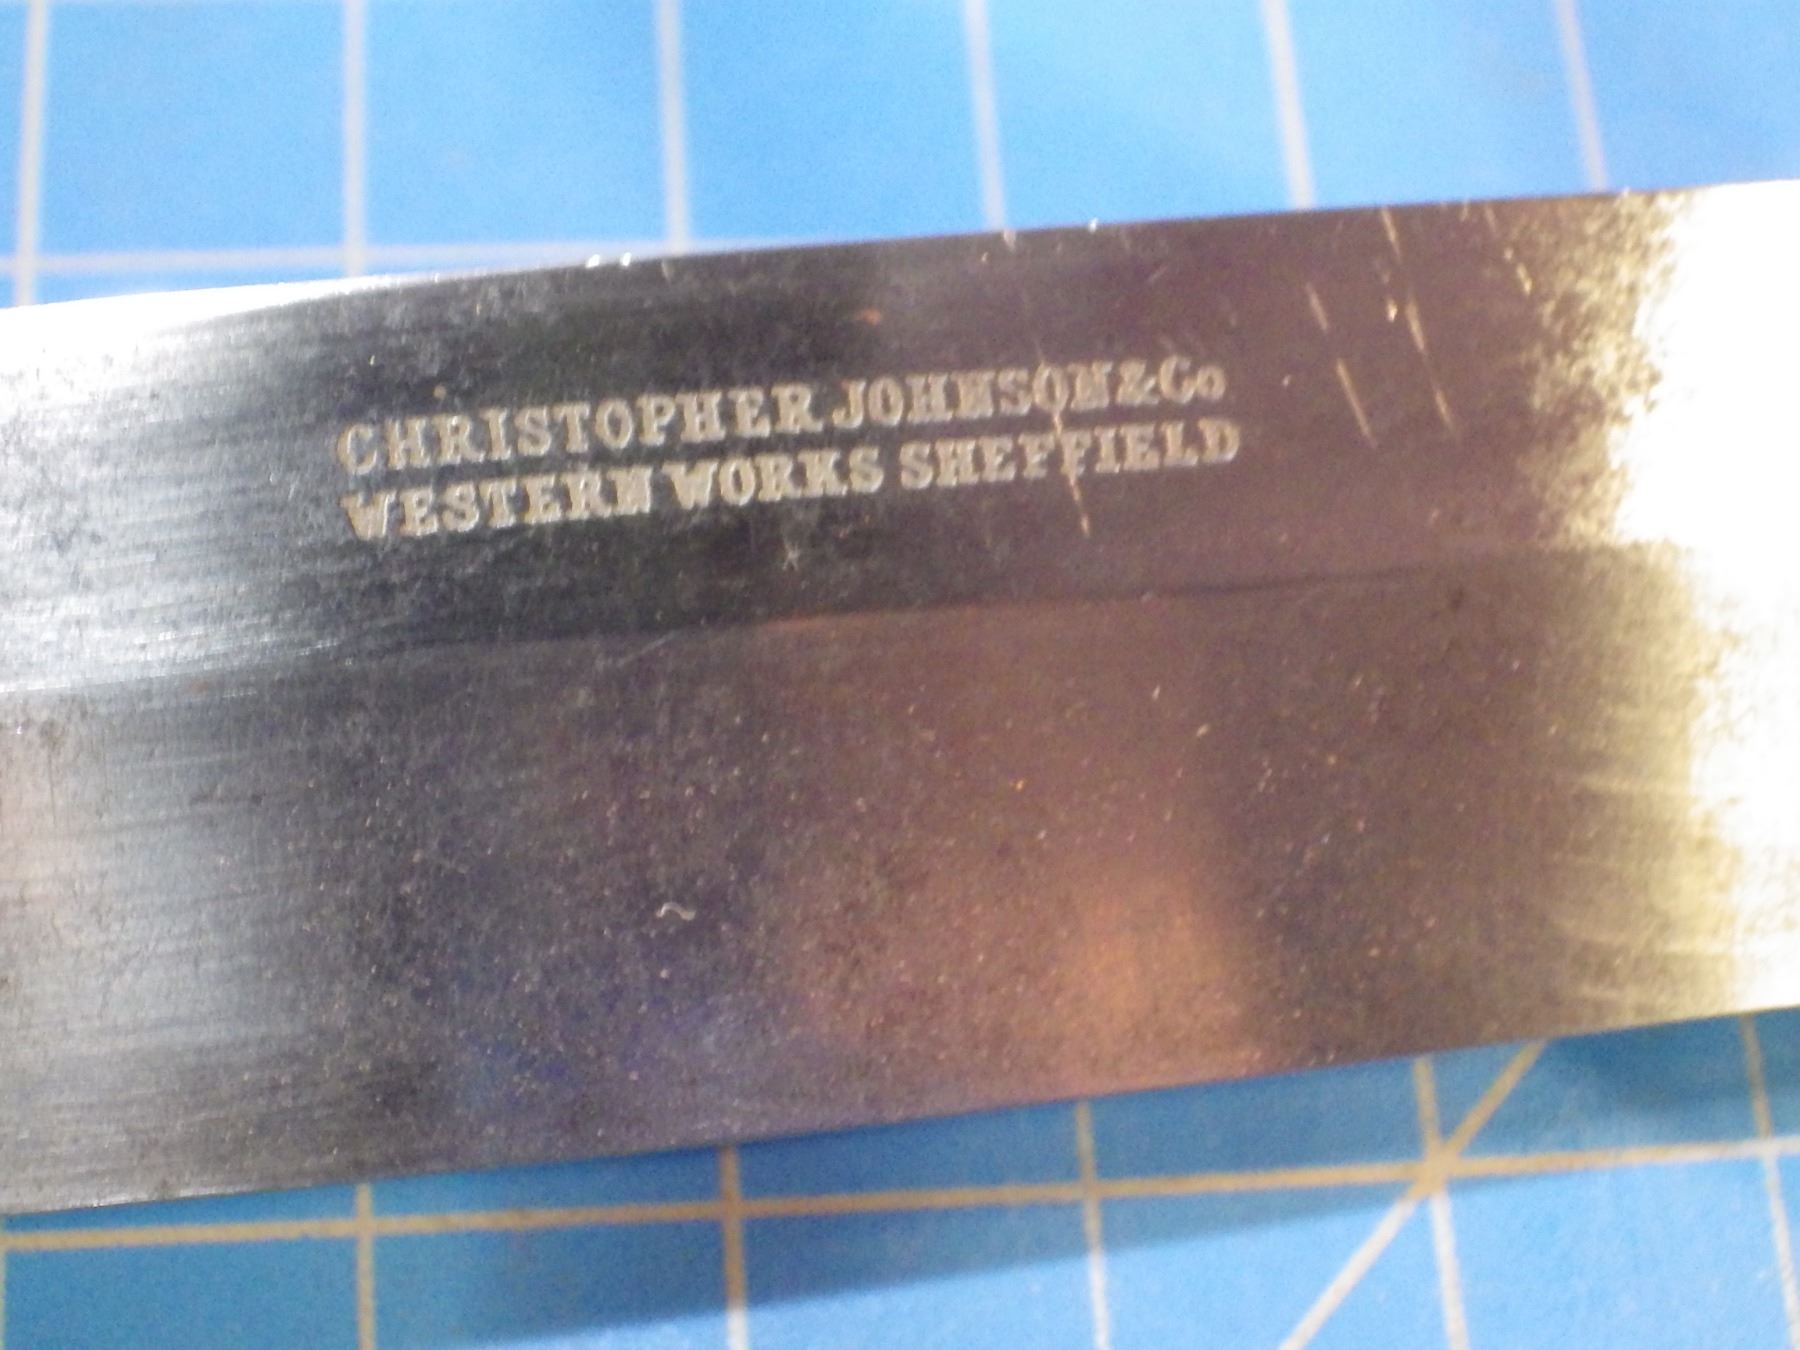 CHRISTOPHER JOHNSON & Co
WESTERN WORKS SHEFFIELD